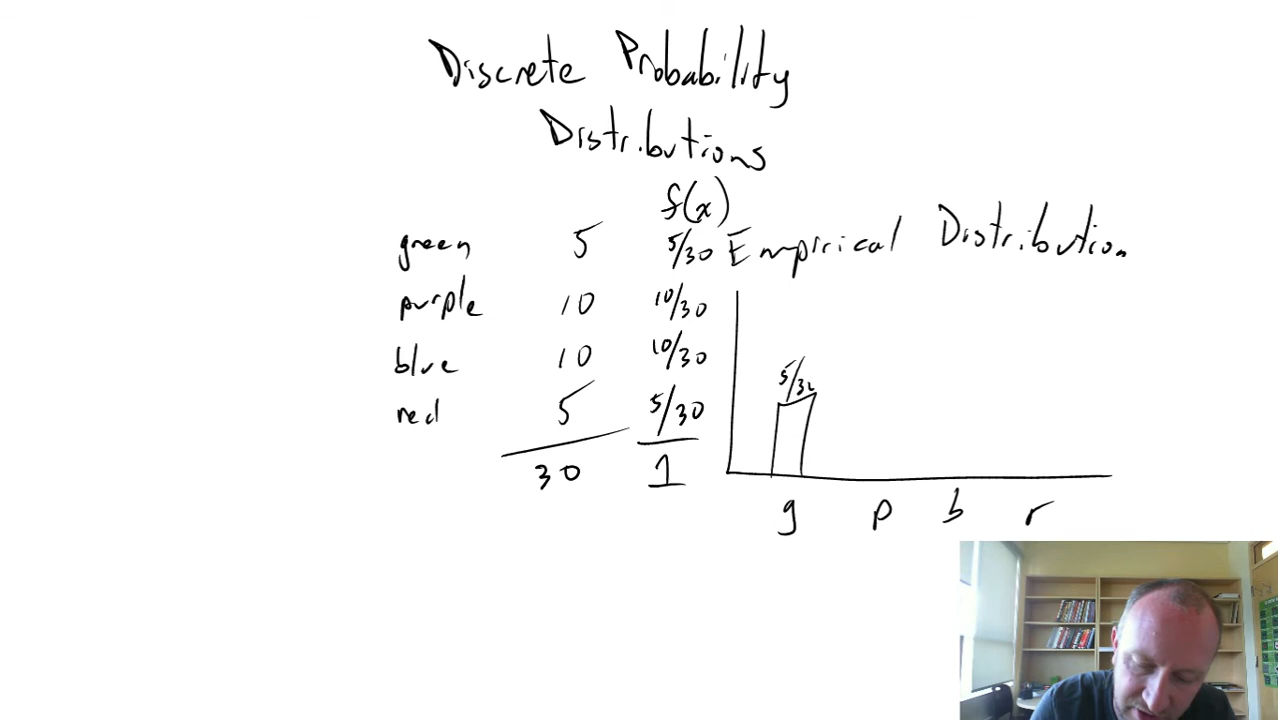 Discrete Probability
Distributions
f(x)
green 5 5/30 Empirical Distribution
purple 10 10/30
blue 10 10/30
red 5 5/30
30 1
5/30
g p b r